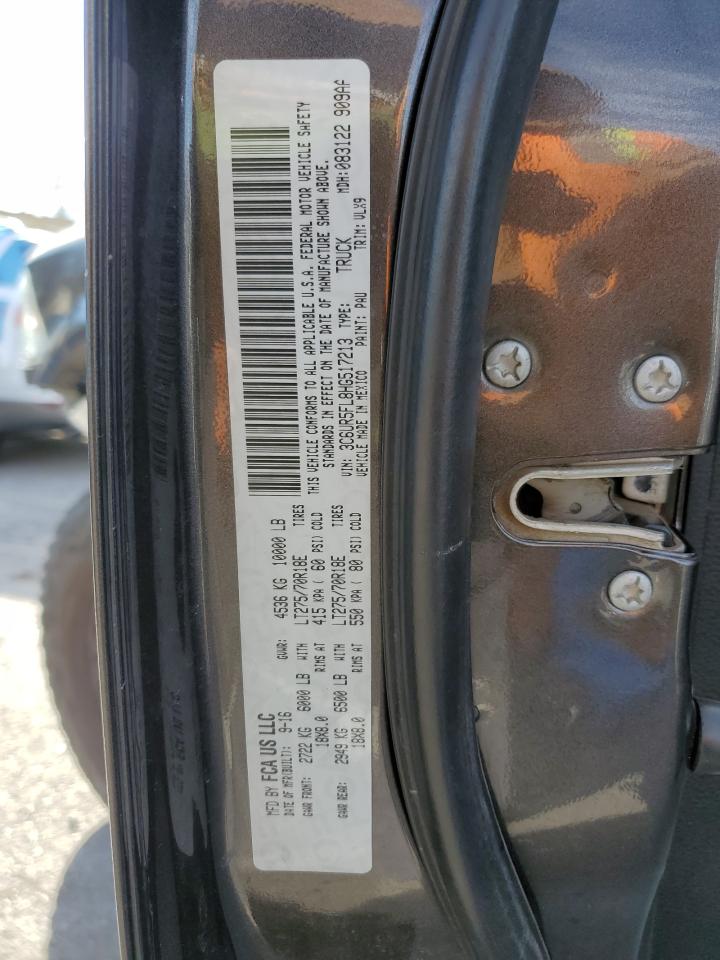 MFD BY FCA US LLC
DATE OF MFR(BUILT): 9-16 GVWR: 4536 KG 10000 LB
GAWR FRONT: 2722 KG 6000 LB WITH LT275/70R18E TIRES
18X8.0 RIMS AT 415 KPA ( 60 PSI) COLD
GAWR REAR: 2949 KG 6500 LB WITH LT275/70R18E TIRES
18X8.0 RIMS AT 550 KPA ( 80 PSI) COLD
THIS VEHICLE CONFORMS TO ALL APPLICABLE U.S.A. FEDERAL MOTOR VEHICLE SAFETY
STANDARDS IN EFFECT ON THE DATE OF MANUFACTURE SHOWN ABOVE.
VIN: 3C6UR5FL8HG517213 TYPE: TRUCK MDH: 083122 909AF
VEHICLE MADE IN MEXICO PAINT: PAU TRIM: VLX9